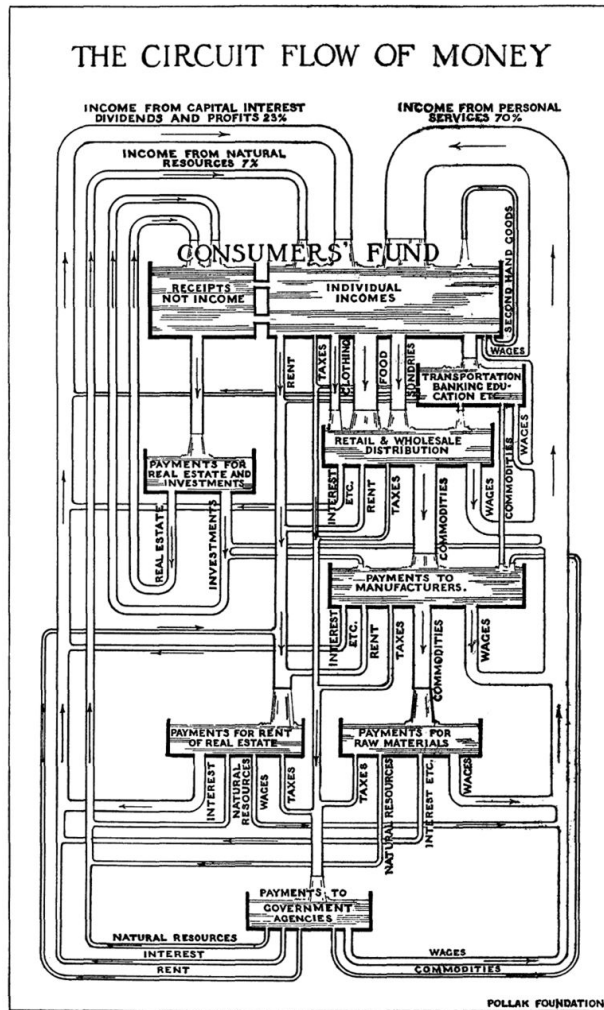 THE CIRCUIT FLOW OF MONEY
INCOME FROM CAPITAL INTEREST
DIVIDENDS AND PROFITS 23%
INCOME FROM PERSONAL
SERVICES 70%
INCOME FROM NATURAL
RESOURCES 7%
CONSUMERS' FUND
RECEIPTS
NOT INCOME
INDIVIDUAL
INCOMES
SECOND HAND GOODS
RENT
TAXES
CLOTHING
FOOD
SUNDRIES
WAGES
TRANSPORTATION
BANKING EDU-
CATION ETC.
WAGES
COMMODITIES
RETAIL & WHOLESALE
DISTRIBUTION
PAYMENTS FOR
REAL ESTATE AND
INVESTMENTS
REAL ESTATE
INVESTMENTS
INTEREST
ETC.
RENT
TAXES
COMMODITIES
WAGES
PAYMENTS TO
MANUFACTURERS.
INTEREST
ETC.
RENT
TAXES
COMMODITIES
WAGES
PAYMENTS FOR RENT
OF REAL ESTATE
PAYMENTS FOR
RAW MATERIALS
INTEREST
NATURAL
RESOURCES
WAGES
TAXES
TAXES
NATURAL RESOURCES
INTEREST ETC.
WAGES
PAYMENTS TO
GOVERNMENT
AGENCIES
NATURAL RESOURCES
INTEREST
RENT
WAGES
COMMODITIES
POLLAK FOUNDATION